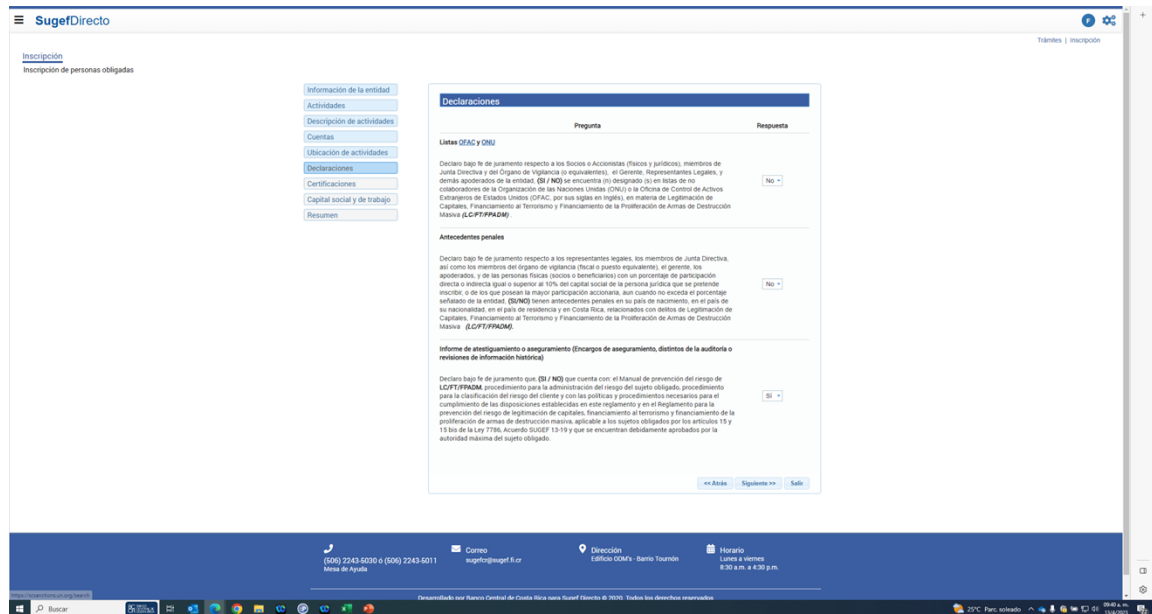 SugefDirecto
F
Trámites | Inscripción
Inscripción
Inscripción de personas obligadas
Información de la entidad
Actividades
Descripción de actividades
Cuentas
Ubicación de actividades
Declaraciones
Certificaciones
Capital social y de trabajo
Resumen
Declaraciones
Pregunta Respuesta
Listas OFAC y ONU
Declaro bajo fe de juramento respecto a los Socios o Accionistas (físicos y jurídicos), miembros de
Junta Directiva y del Órgano de Vigilancia (o equivalentes), el Gerente, Representantes Legales, y
demás apoderados de la entidad, (SI / NO) se encuentra (n) designado (s) en listas de no
colaboradores de la Organización de las Naciones Unidas (ONU) o la Oficina de Control de Activos
Extranjeros de Estados Unidos (OFAC, por sus siglas en Inglés), en materia de Legitimación de
Capitales, Financiamiento al Terrorismo y Financiamiento de la Proliferación de Armas de Destrucción
Masiva (LC/FT/FPADM) .
No
Antecedentes penales
Declaro bajo fe de juramento respecto a los representantes legales, los miembros de Junta Directiva,
así como los miembros del órgano de vigilancia (fiscal o puesto equivalente), el gerente, los
apoderados, y de las personas físicas (socios o beneficiarios) con un porcentaje de participación
directa o indirecta igual o superior al 10% del capital social de la persona jurídica que se pretende
inscribir, o de los que posean la mayor participación accionaria, aun cuando no exceda el porcentaje
señalado de la entidad, (SI/NO) tienen antecedentes penales en su país de nacimiento, en el país de
su nacionalidad, en el país de residencia y en Costa Rica, relacionados con delitos de Legitimación de
Capitales, Financiamiento al Terrorismo y Financiamiento de la Proliferación de Armas de Destrucción
Masiva (LC/FT/FPADM).
No
Informe de atestiguamiento o aseguramiento (Encargos de aseguramiento, distintos de la auditoría o
revisiones de información histórica)
Declaro bajo fe de juramento que, (SI / NO) que cuenta con: el Manual de prevención del riesgo de
LC/FT/FPADM, procedimiento para la administración del riesgo del sujeto obligado, procedimiento
para la clasificación del riesgo del cliente y con las políticas y procedimientos necesarios para el
cumplimiento de las disposiciones establecidas en este reglamento y en el Reglamento para la
prevención del riesgo de legitimación de capitales, financiamiento al terrorismo y financiamiento de la
proliferación de armas de destrucción masiva, aplicable a los sujetos obligados por los artículos 15 y
15 bis de la Ley 7786, Acuerdo SUGEF 13-19 y que se encuentran debidamente aprobados por la
autoridad máxima del sujeto obligado.
SI
<< Atrás Siguiente >> Salir
(506) 2243-5030 ó (506) 2243-5011
Mesa de Ayuda
Correo
sugefcr@sugef.fi.cr
Dirección
Edificio OOM's - Barrio Tournón
Horario
Lunes a viernes
8:30 a.m. a 4:30 p.m.
Desarrollado por Banco Central de Costa Rica para Sugef Directo © 2020. Todos los derechos reservados
Buscar
25°C Parc. soleado
09:40 a. m.